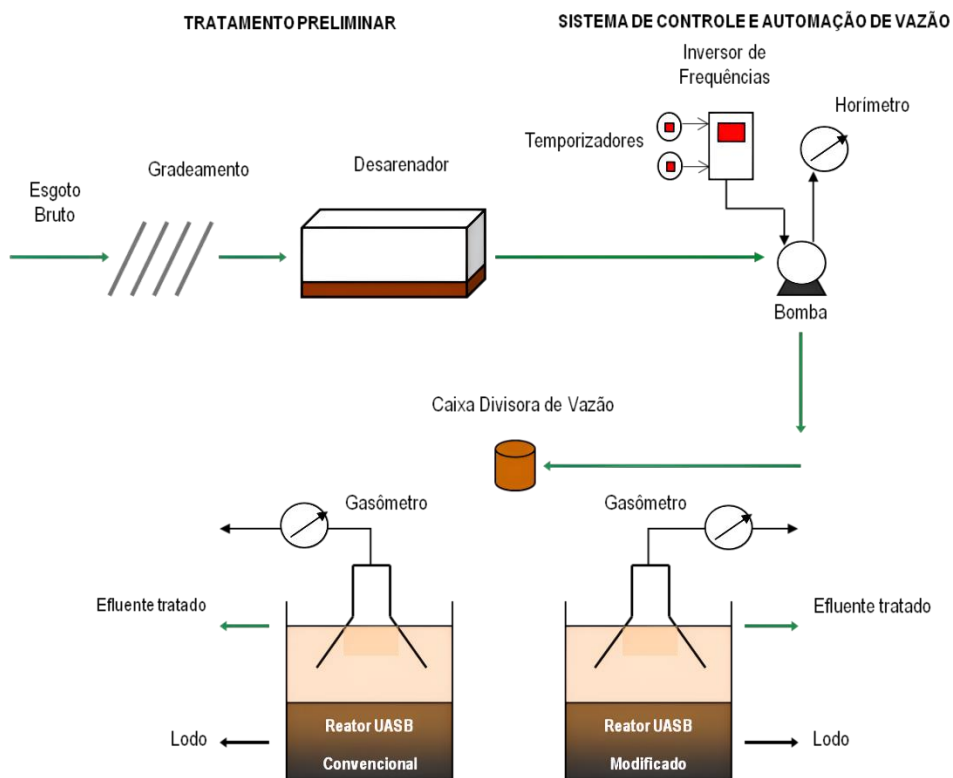 TRATAMENTO PRELIMINAR
SISTEMA DE CONTROLE E AUTOMAÇÃO DE VAZÃO
Inversor de
Frequências
Horímetro
Temporizadores
Desarenador
Gradeamento
Esgoto
Bruto
Bomba
Caixa Divisora de Vazão
Gasômetro
Gasômetro
Efluente tratado
Efluente tratado
Reator UASB
Convencional
Reator UASB
Modificado
Lodo
Lodo